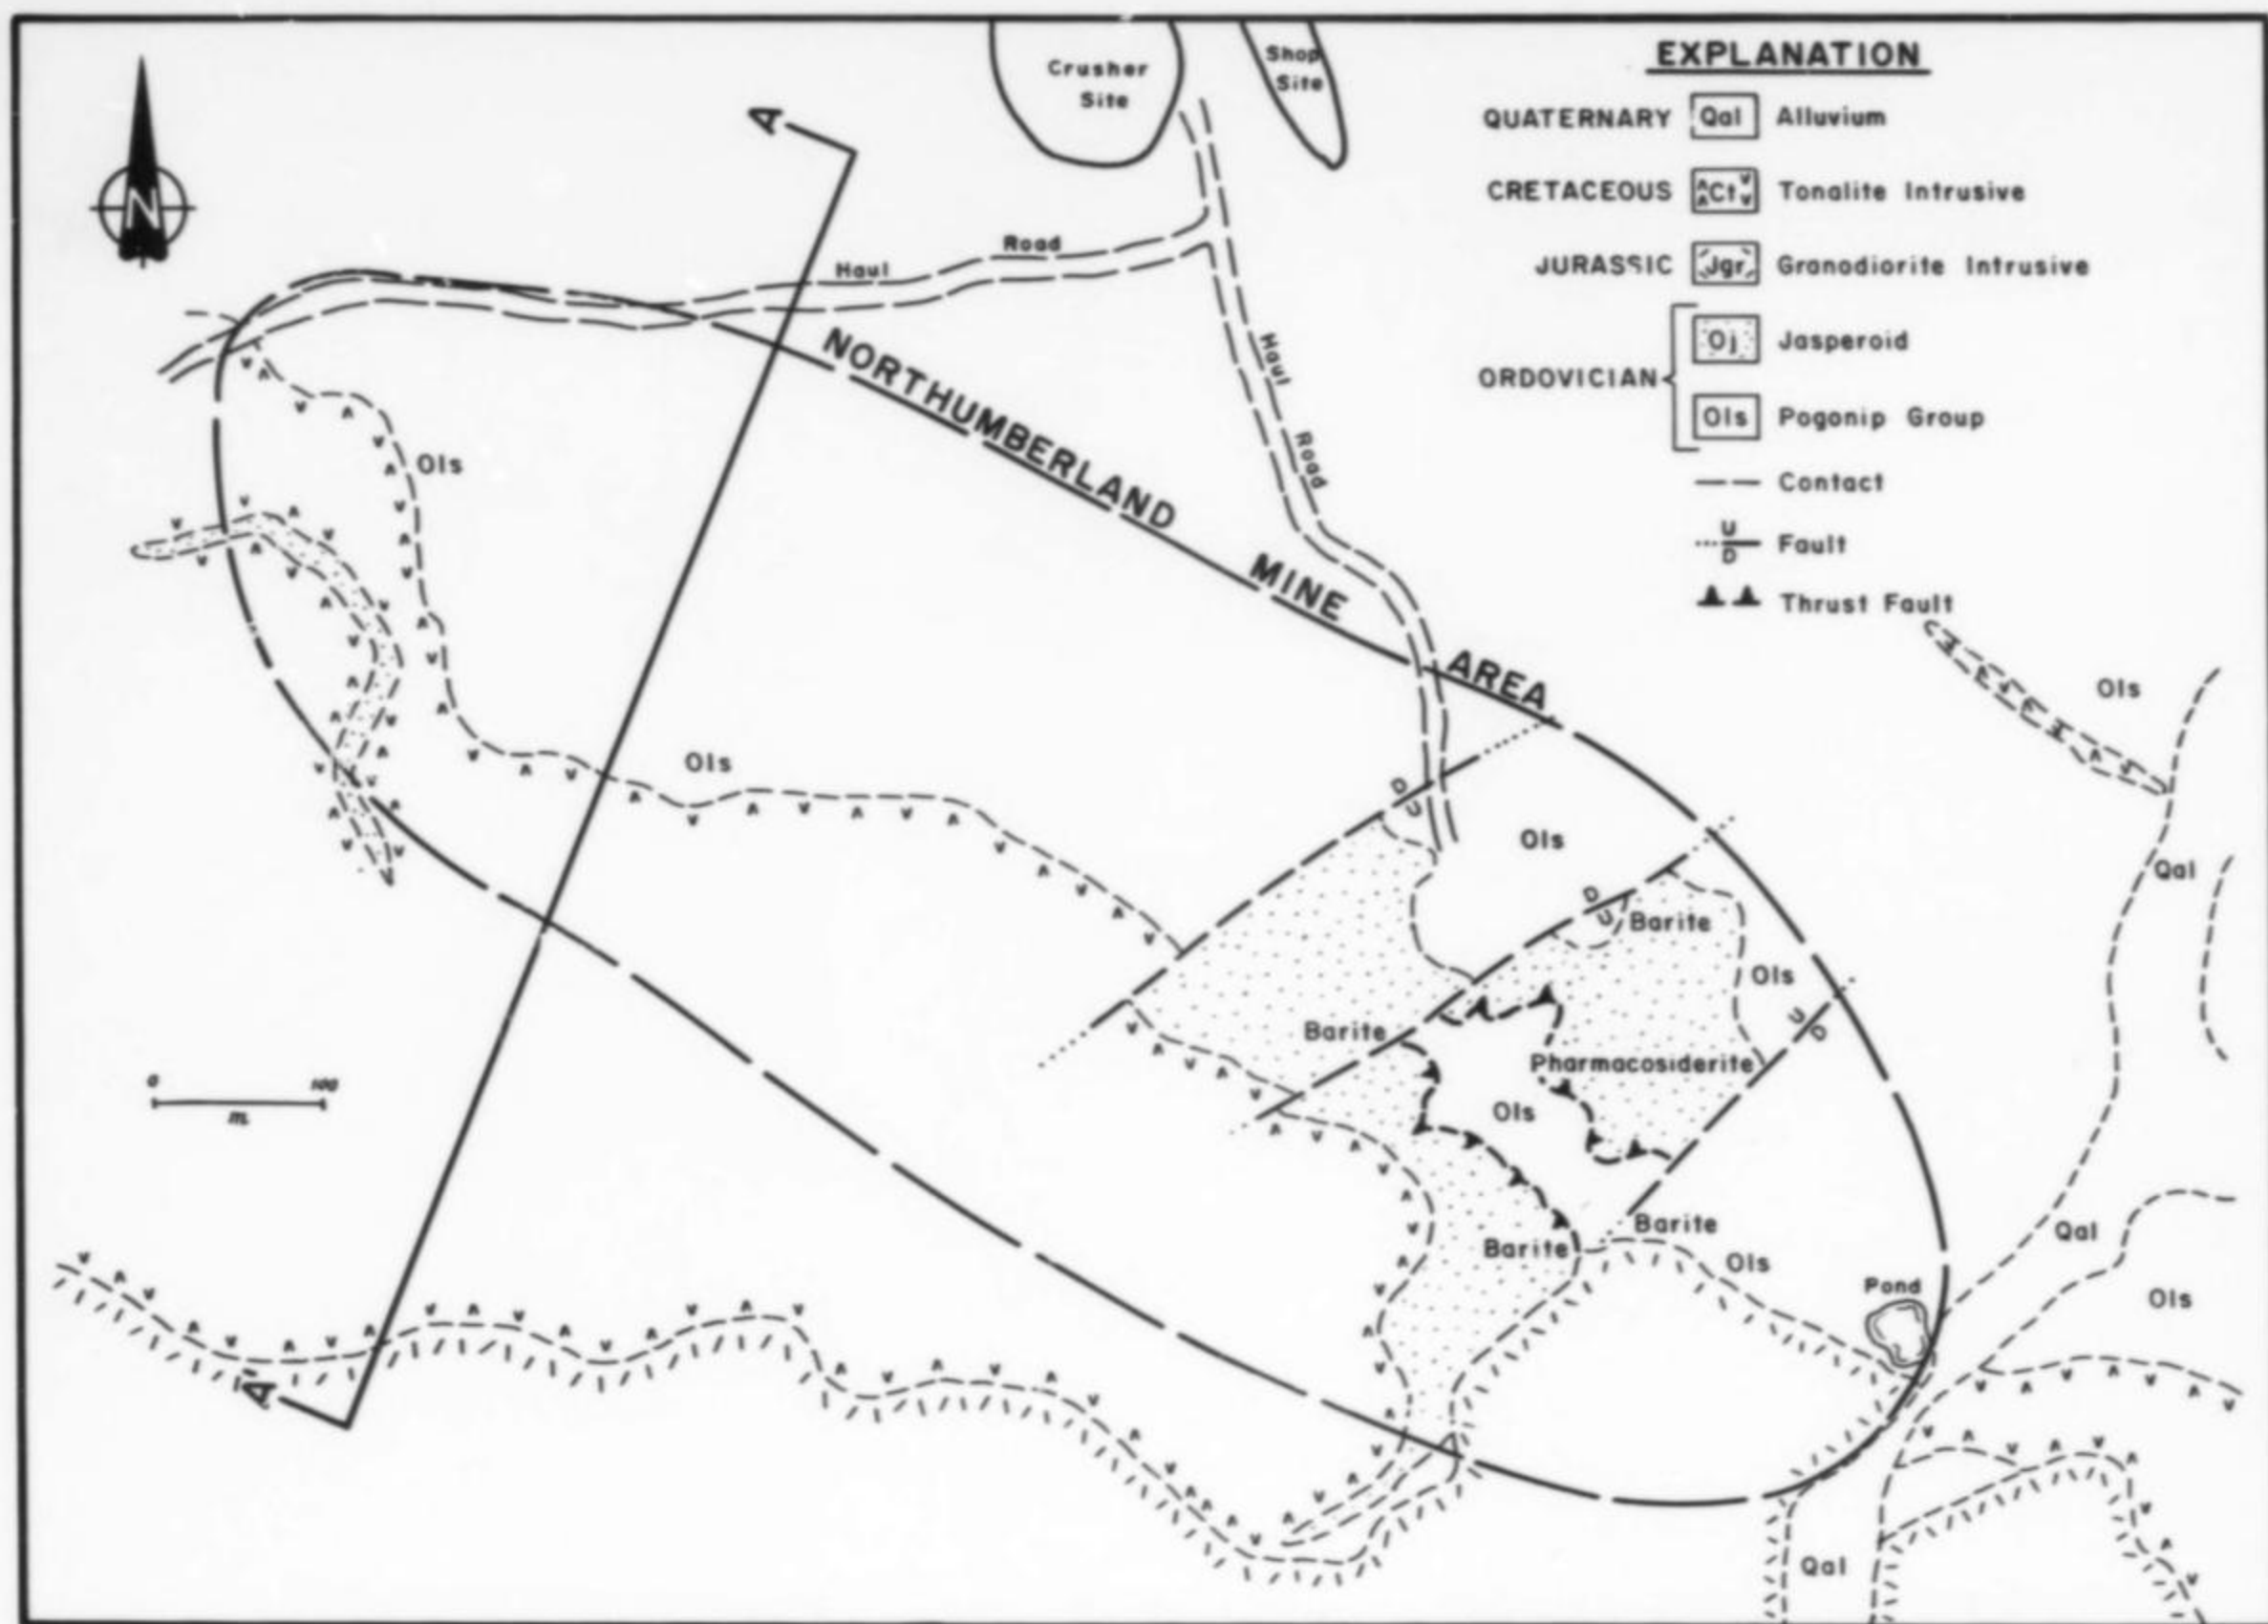 Crusher
Site
Shop
Site
EXPLANATION
QUATERNARY Qal Alluvium
CRETACEOUS Ct Tonalite Intrusive
JURASSIC Jgr Granodiorite Intrusive
ORDOVICIAN
Oj Jasperoid
Ols Pogonip Group
Contact
U
D
Fault
Thrust Fault
N
A
A'
Haul Road
Haul Road
NORTHUMBERLAND MINE AREA
Ols
Ols
Ols
Qal
D
U
Ols
D
U
Barite
Ols
U
D
Barite
Pharmacosiderite
Ols
0 100
m.
Barite
Barite
Ols
Pond
Qal
Ols
Qal